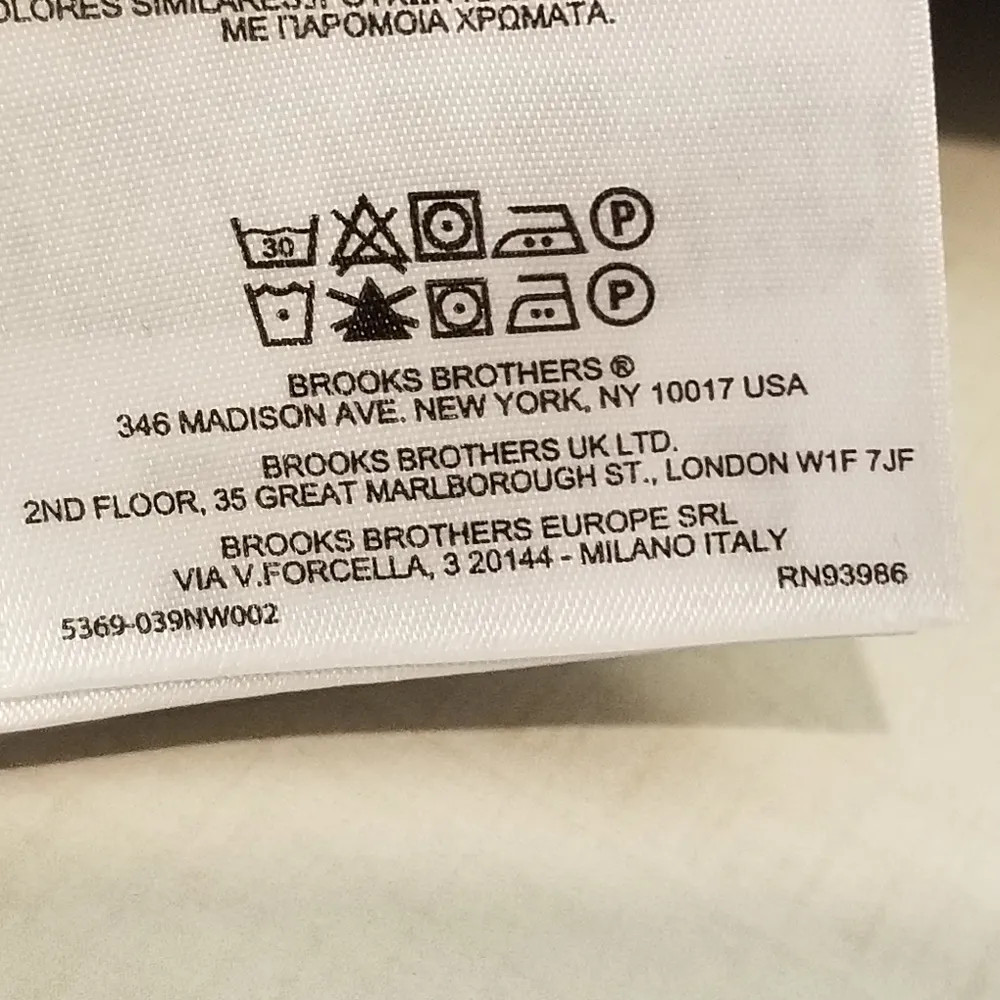 SIMILARES
ΜΕ ΠΑΡΟΜΟΙΑ ΧΡΩΜΑΤΑ.
30 P
P
BROOKS BROTHERS ®
346 MADISON AVE. NEW YORK, NY 10017 USA
BROOKS BROTHERS UK LTD.
2ND FLOOR, 35 GREAT MARLBOROUGH ST., LONDON W1F 7JF
BROOKS BROTHERS EUROPE SRL
VIA V.FORCELLA, 3 20144 - MILANO ITALY
RN93986
5369-039NW002